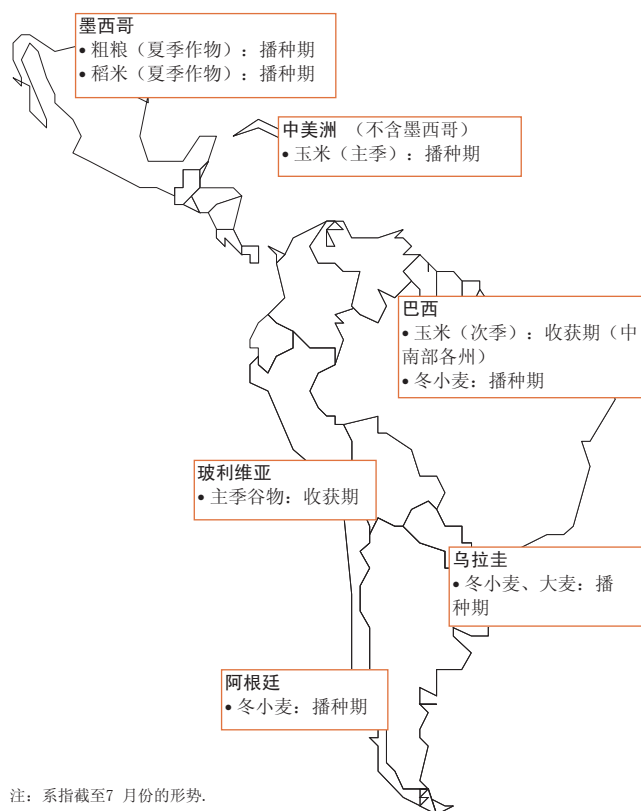 墨西哥
• 粗粮（夏季作物）：播种期
• 稻米（夏季作物）：播种期
中美洲 （不含墨西哥）
• 玉米（主季）：播种期
巴西
• 玉米（次季）：收获期（中
南部各州）
• 冬小麦：播种期
玻利维亚
• 主季谷物：收获期
乌拉圭
• 冬小麦、大麦：播
种期
阿根廷
• 冬小麦：播种期
注：系指截至7 月份的形势.